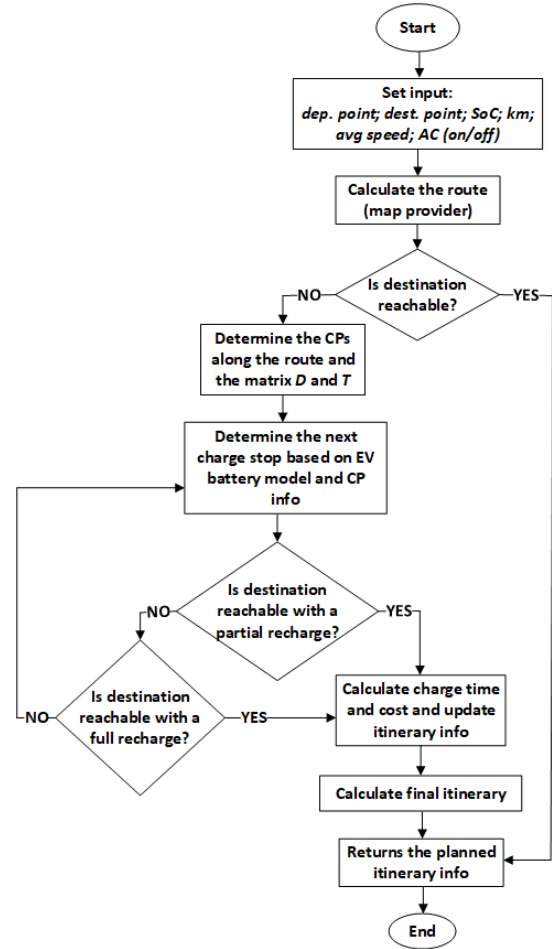 Start
Set input:
dep. point; dest. point; SoC; km;
avg speed; AC (on/off)
Calculate the route
(map provider)
Is destination
reachable?
NO
YES
Determine the CPs
along the route and
the matrix D and T
Determine the next
charge stop based on EV
battery model and CP
info
Is destination
reachable with a
partial recharge?
NO
YES
Is destination
reachable with a
full recharge?
NO
YES
Calculate charge time
and cost and update
itinerary info
Calculate final itinerary
Returns the planned
itinerary info
End